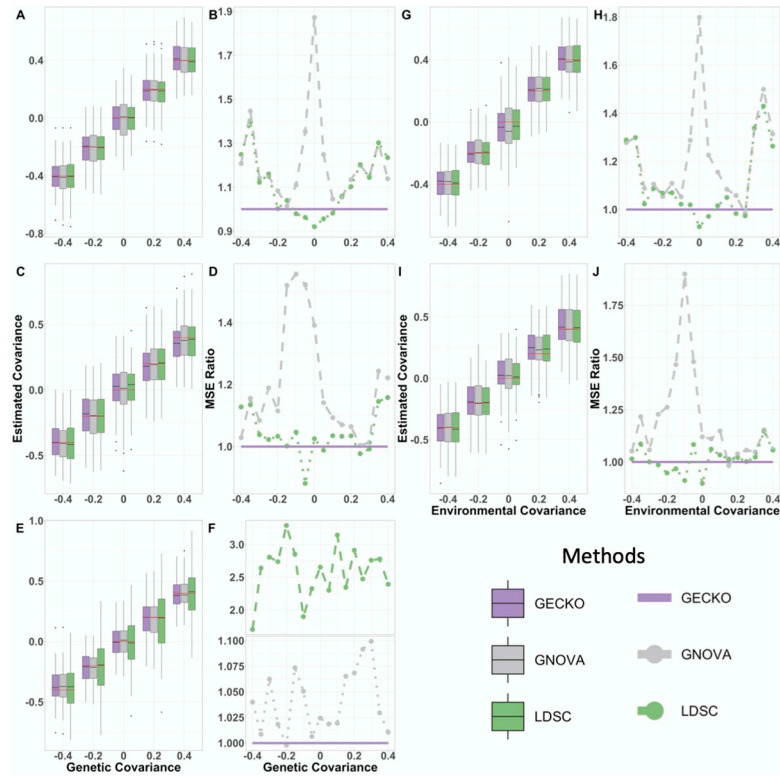 A
0.4
0.0
-0.4
-0.8
-0.4 -0.2 0 0.2 0.4
B
1.9
1.7
1.5
1.3
1.1
0.9
-0.4 -0.2 0 0.2 0.4
G
0.4
0.0
-0.4
-0.4 -0.2 0 0.2 0.4
H
1.8
1.6
1.4
1.2
1.0
-0.4 -0.2 0 0.2 0.4
C
Estimated Covariance
0.5
0.0
-0.5
-0.4 -0.2 0 0.2 0.4
D
MSE Ratio
1.4
1.2
1.0
-0.4 -0.2 0 0.2 0.4
I
Estimated Covariance
0.5
0.0
-0.5
-0.4 -0.2 0 0.2 0.4
Environmental Covariance
J
MSE Ratio
1.75
1.50
1.25
1.00
-0.4 -0.2 0 0.2 0.4
Environmental Covariance
E
1.0
0.5
0.0
-0.5
-0.4 -0.2 0 0.2 0.4
Genetic Covariance
F
3.0
2.5
2.0
1.100
1.075
1.050
1.025
1.000
-0.4 -0.2 0 0.2 0.4
Genetic Covariance
Methods
GECKO GECKO
GNOVA GNOVA
LDSC LDSC